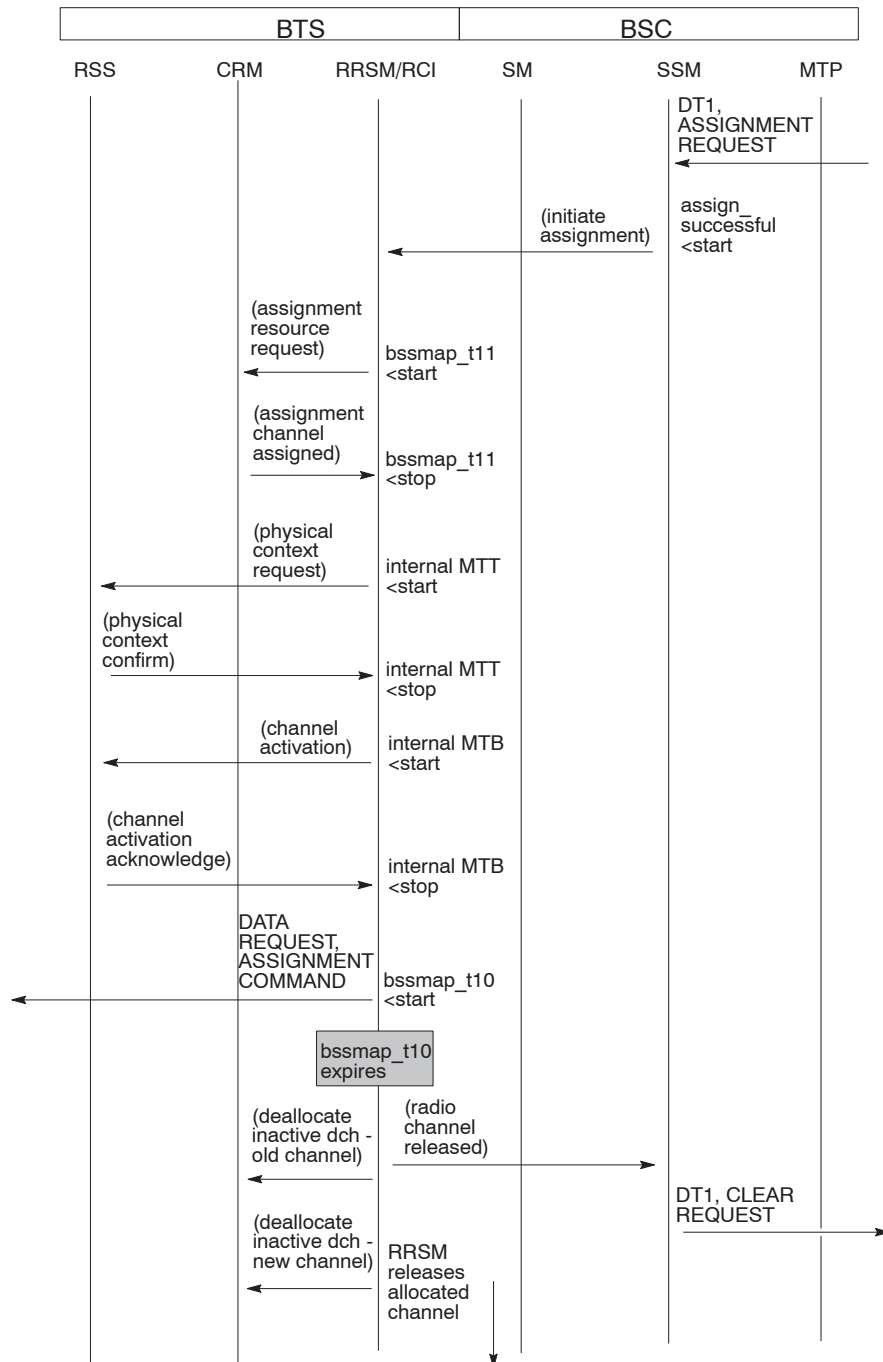 BTS BSC
RSS CRM RRSM/RCI SM SSM MTP
DT1,
ASSIGNMENT
REQUEST
(initiate
assignment)
assign_
successful
<start
(assignment
resource
request)
bssmap_t11
<start
(assignment
channel
assigned)
bssmap_t11
<stop
(physical
context
request)
internal MTT
<start
(physical
context
confirm)
internal MTT
<stop
(channel
activation)
internal MTB
<start
(channel
activation
acknowledge)
internal MTB
<stop
DATA
REQUEST,
ASSIGNMENT
COMMAND
bssmap_t10
<start
bssmap_t10
expires
(deallocate
inactive dch -
old channel)
(radio
channel
released)
DT1, CLEAR
REQUEST
(deallocate
inactive dch -
new channel)
RRSM
releases
allocated
channel